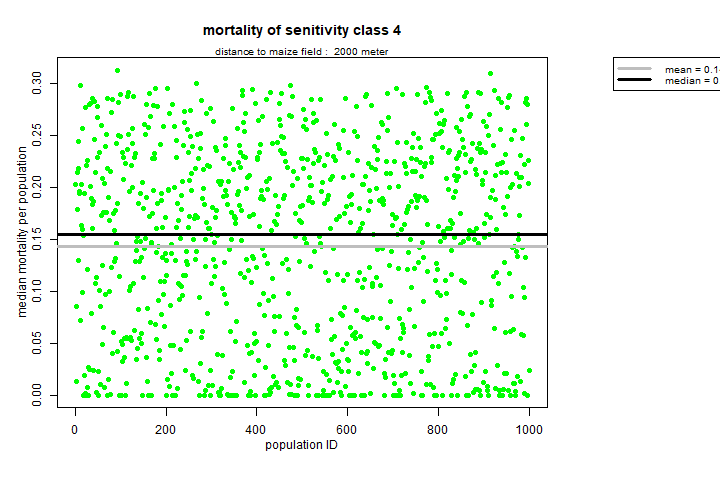 mortality of senitivity class 4
distance to maize field :  2000 meter
mean = 0.1
median = 0
median mortality per population
0.30
0.25
0.20
0.15
0.10
0.05
0.00
0 200 400 600 800 1000
population ID